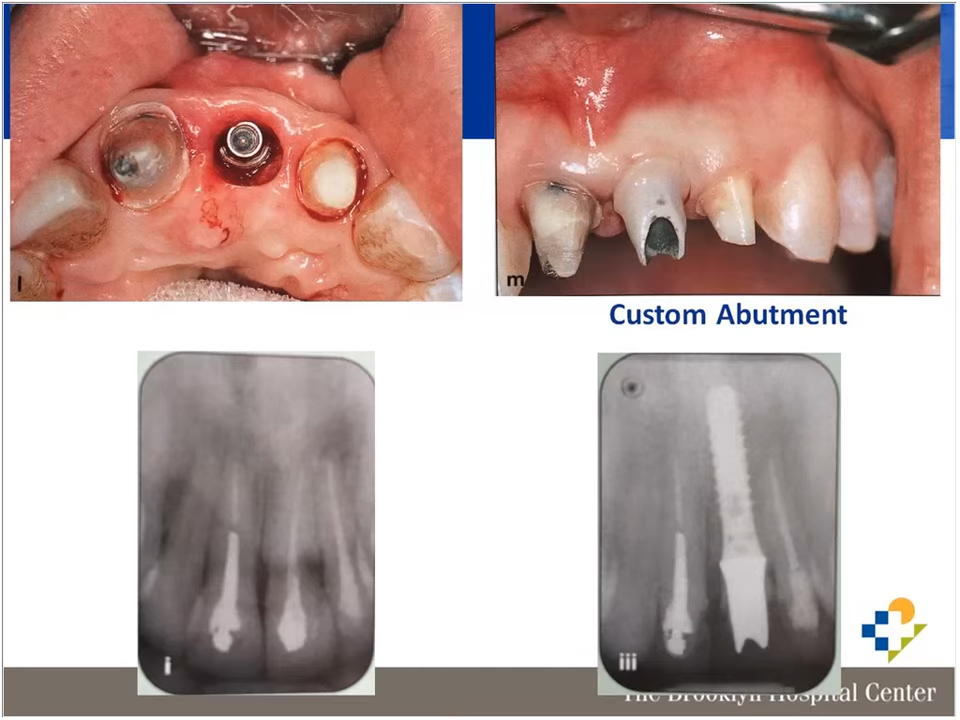 l
m
Custom Abutment
i
iii
The Brooklyn Hospital Center